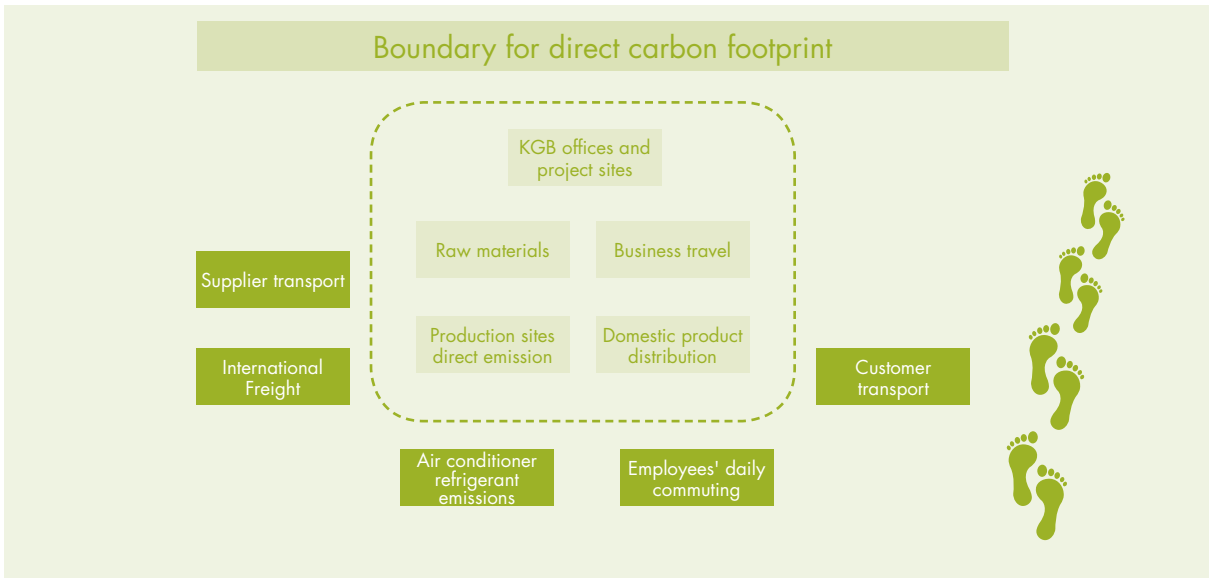 Boundary for direct carbon footprint
KGB offices and
project sites
Raw materials
Business travel
Supplier transport
Production sites
direct emission
Domestic product
distribution
International
Freight
Customer
transport
Air conditioner
refrigerant
emissions
Employees' daily
commuting